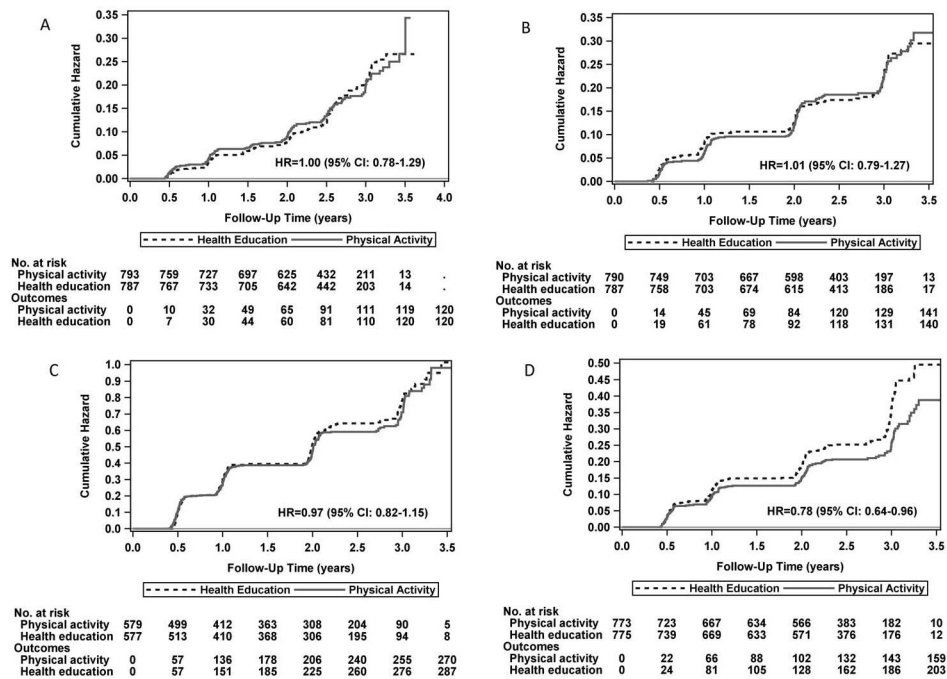 A
Cumulative Hazard
0.35
0.30
0.25
0.20
0.15
0.10
0.05
0.00
HR=1.00 (95% CI: 0.78-1.29)
0.0 0.5 1.0 1.5 2.0 2.5 3.0 3.5 4.0
Follow-Up Time (years)
Health Education Physical Activity
No. at risk
Physical activity 793 759 727 697 625 432 211 13 .
Health education 787 767 733 705 642 442 203 14 .
Outcomes
Physical activity 0 10 32 49 65 91 111 119 120
Health education 0 7 30 44 60 81 110 120 120
B
Cumulative Hazard
0.35
0.30
0.25
0.20
0.15
0.10
0.05
0.00
HR=1.01 (95% CI: 0.79-1.27)
0.0 0.5 1.0 1.5 2.0 2.5 3.0 3.5
Follow-Up Time (years)
Health Education Physical Activity
No. at risk
Physical activity 790 749 703 667 598 403 197 13
Health education 787 758 703 674 615 413 186 17
Outcomes
Physical activity 0 14 45 69 84 120 129 141
Health education 0 19 61 78 92 118 131 140
C
Cumulative Hazard
1.0
0.8
0.6
0.4
0.2
0.0
HR=0.97 (95% CI: 0.82-1.15)
0.0 0.5 1.0 1.5 2.0 2.5 3.0 3.5
Follow-Up Time (years)
Health Education Physical Activity
No. at risk
Physical activity 579 499 412 363 308 204 90 5
Health education 577 513 410 368 306 195 94 8
Outcomes
Physical activity 0 57 136 178 206 240 255 270
Health education 0 57 151 185 225 260 276 287
D
Cumulative Hazard
0.50
0.45
0.40
0.35
0.30
0.25
0.20
0.15
0.10
0.05
0.00
HR=0.78 (95% CI: 0.64-0.96)
0.0 0.5 1.0 1.5 2.0 2.5 3.0 3.5
Follow-Up Time (years)
Health Education Physical Activity
No. at risk
Physical activity 773 723 667 634 566 383 182 10
Health education 775 739 669 633 571 376 176 12
Outcomes
Physical activity 0 22 66 88 102 132 143 159
Health education 0 24 81 105 128 162 186 203